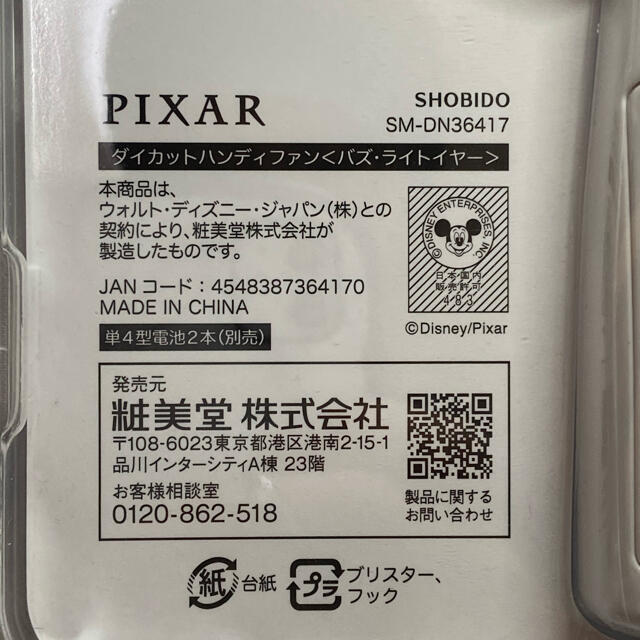 PIXAR
SHOBIDO
SM-DN36417
ダイカットハンディファン<バズ・ライトイヤー>
本商品は、
ウォルト・ディズニー・ジャパン(株)との
契約により、粧美堂株式会社が
製造したものです。
JANコード:4548387364170
MADE IN CHINA
単4型電池2本(別売)
©DISNEY ENTERPRISES, INC.
日本国内
販売許可
483
©Disney/Pixar
発売元
粧美堂 株式会社
〒108-6023東京都港区港南2-15-1
品川インターシティA棟 23階
お客様相談室
0120-862-518
製品に関する
お問い合わせ
紙
台紙
プラ
ブリスター、
フック